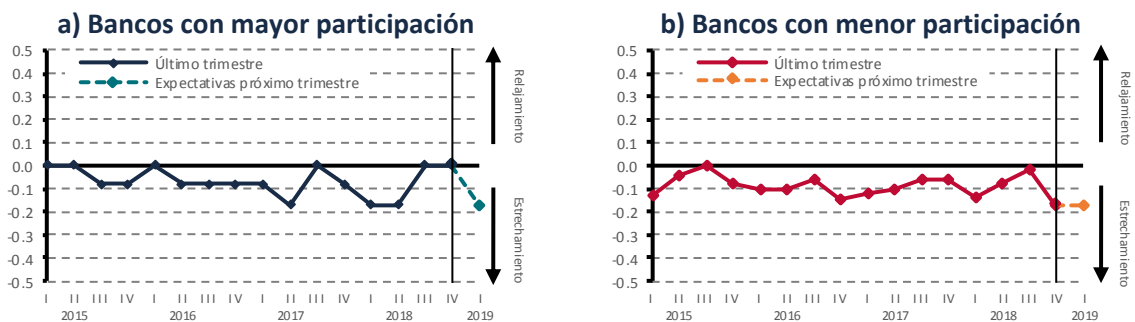 a) Bancos con mayor participación
0.5
0.4
0.3
0.2
0.1
0.0
-0.1
-0.2
-0.3
-0.4
-0.5
Último trimestre
Expectativas próximo trimestre
Relajamiento
Estrechamiento
I II III IV I II III IV I II III IV I II III IV I
2015 2016 2017 2018 2019
b) Bancos con menor participación
0.5
0.4
0.3
0.2
0.1
0.0
-0.1
-0.2
-0.3
-0.4
-0.5
Último trimestre
Expectativas próximo trimestre
Relajamiento
Estrechamiento
I II III IV I II III IV I II III IV I II III IV I
2015 2016 2017 2018 2019